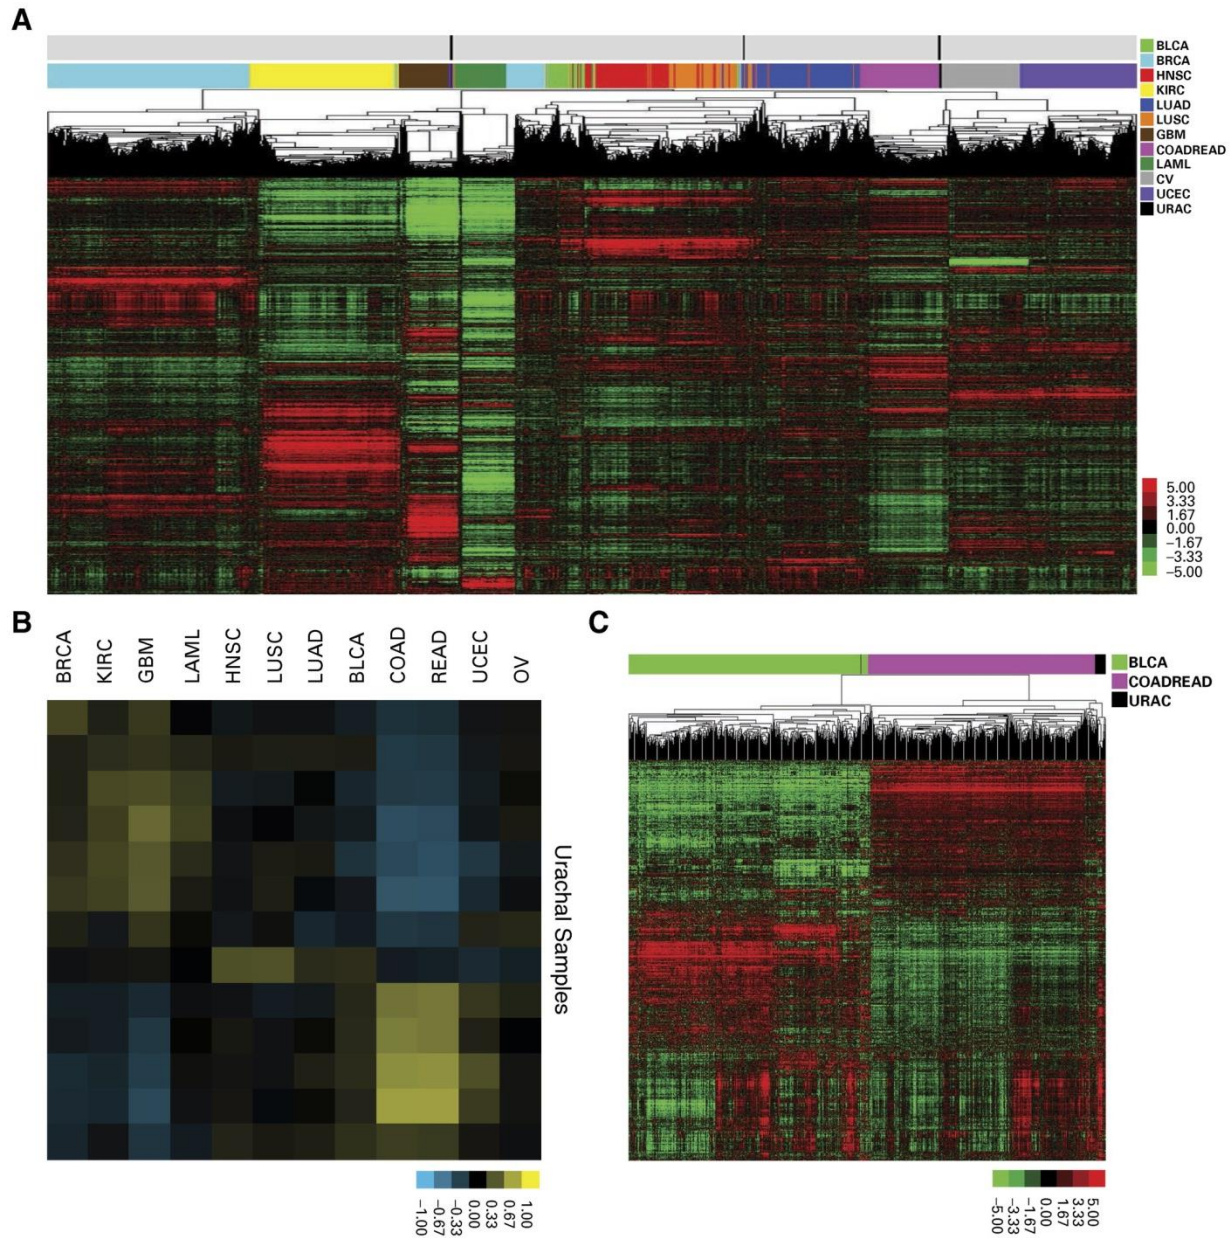 A
BLCA
BRCA
HNSC
KIRC
LUAD
LUSC
GBM
COADREAD
LAML
CV
UCEC
URAC
5.00
3.33
1.67
0.00
−1.67
−3.33
−5.00
B
BRCA
KIRC
GBM
LAML
HNSC
LUSC
LUAD
BLCA
COAD
READ
UCEC
OV
Urachal Samples
−1.00
−0.67
−0.33
0.00
0.33
0.67
1.00
C
BLCA
COADREAD
URAC
−5.00
−3.33
−1.67
0.00
1.67
3.33
5.00